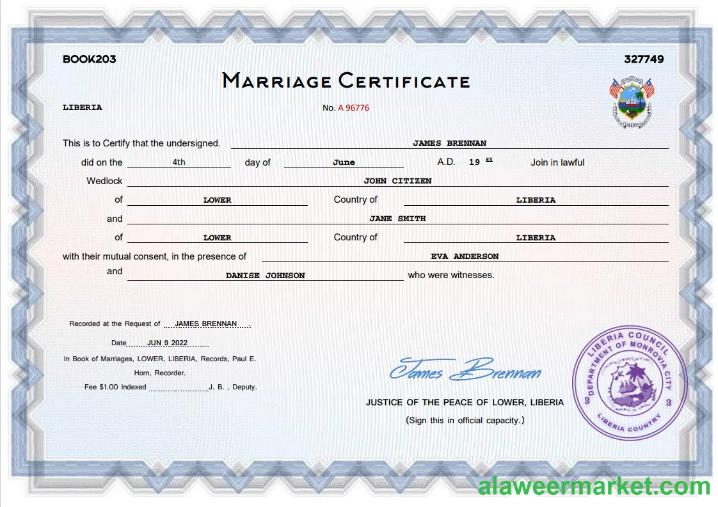 BOOK203 327749
MARRIAGE CERTIFICATE
LIBERIA No. A 96776
This is to Certify that the undersigned. JAMES BRENNAN
did on the 4th day of June A.D. 19 61 Join in lawful
Wedlock JOHN CITIZEN
of LOWER Country of LIBERIA
and JANE SMITH
of LOWER Country of LIBERIA
with their mutual consent, in the presence of EVA ANDERSON
and DANISE JOHNSON who were witnesses.
Recorded at the Request of JAMES BRENNAN
Date JUN 9 2022
In Book of Marriages, LOWER, LIBERIA, Records, Paul E.
Horn, Recorder.
Fee $1.00 Indexed ........................J. B. . Deputy.
James Brennan
JUSTICE OF THE PEACE OF LOWER, LIBERIA
(Sign this in official capacity.)
LIBERIA COUNCIL
DEPARTMENT OF MONROVIA CITY
3 3
LIBERIA COUNTRY
alaweermarket.com